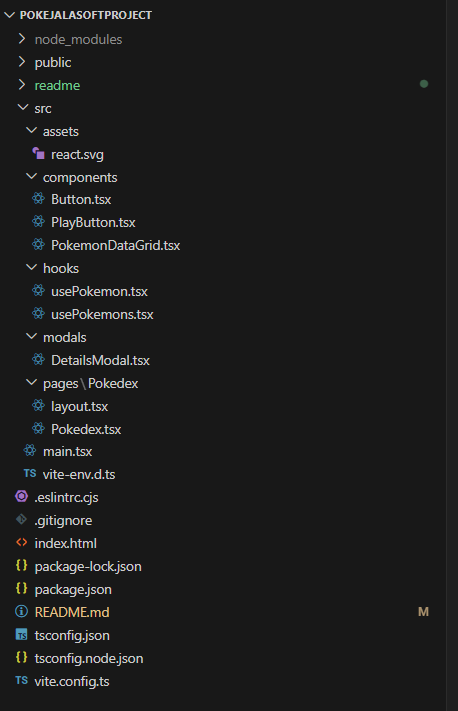 POKEJALASOFTPROJECT
node_modules
public
readme
src
assets
react.svg
components
Button.tsx
PlayButton.tsx
PokemonDataGrid.tsx
hooks
usePokemon.tsx
usePokemons.tsx
modals
DetailsModal.tsx
pages\Pokedex
layout.tsx
Pokedex.tsx
main.tsx
TS vite-env.d.ts
.eslintrc.cjs
.gitignore
<> index.html
{} package-lock.json
{} package.json
README.md M
TS tsconfig.json
{} tsconfig.node.json
TS vite.config.ts